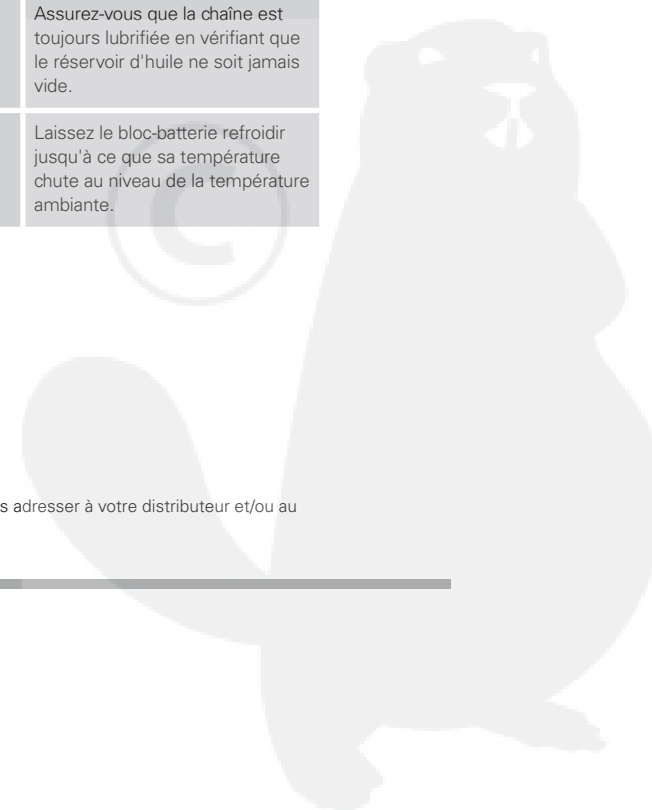 Assurez-vous que la chaîne est
toujours lubrifiée en vérifiant que
le réservoir d'huile ne soit jamais
vide.
Laissez le bloc-batterie refroidir
jusqu'à ce que sa température
chute au niveau de la température
ambiante.
©
s adresser à votre distributeur et/ou au